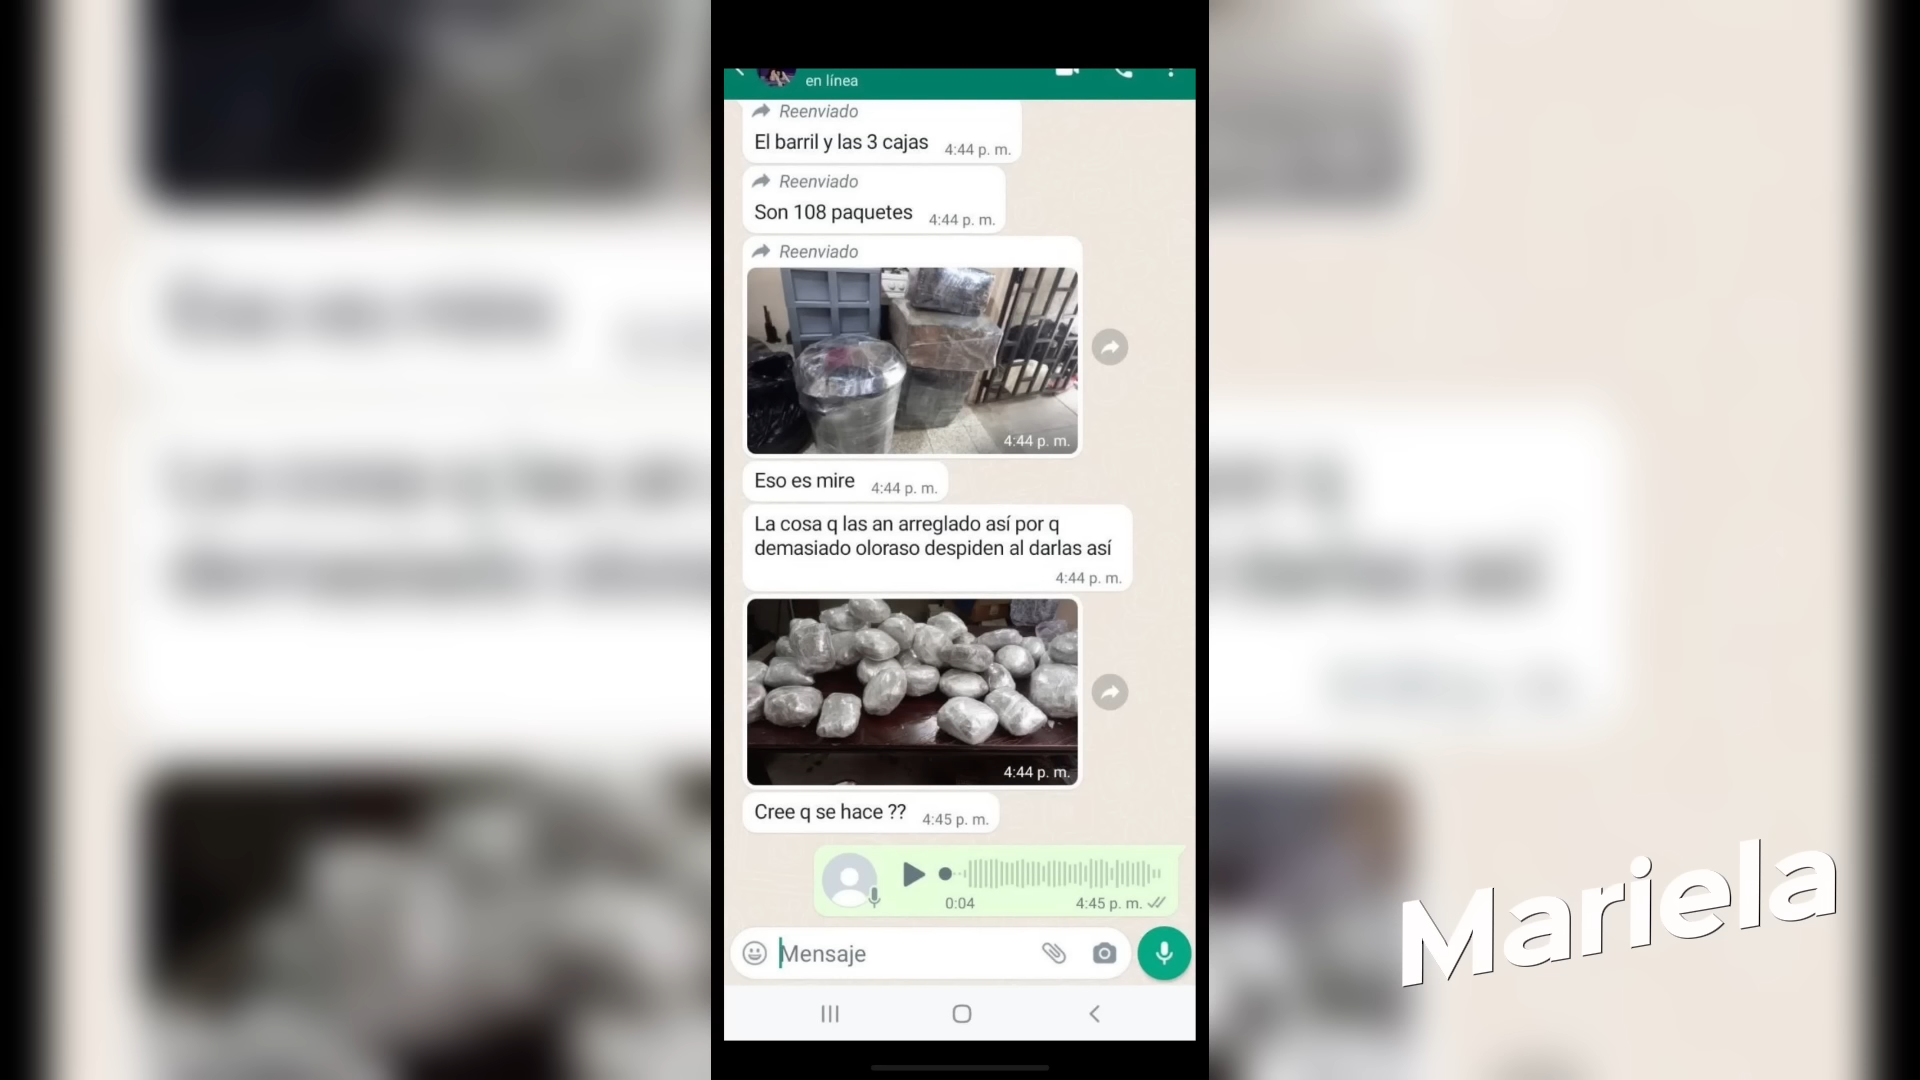 en línea
Reenviado
El barril y las 3 cajas 4:44 p. m.
Reenviado
Son 108 paquetes 4:44 p. m.
Reenviado
4:44 p. m.
Eso es mire 4:44 p. m.
La cosa q las an arreglado así por q
demasiado oloraso despiden al darlas así
4:44 p. m.
4:44 p. m.
Cree q se hace ?? 4:45 p. m.
0:04 4:45 p. m.
Mensaje
Mariela